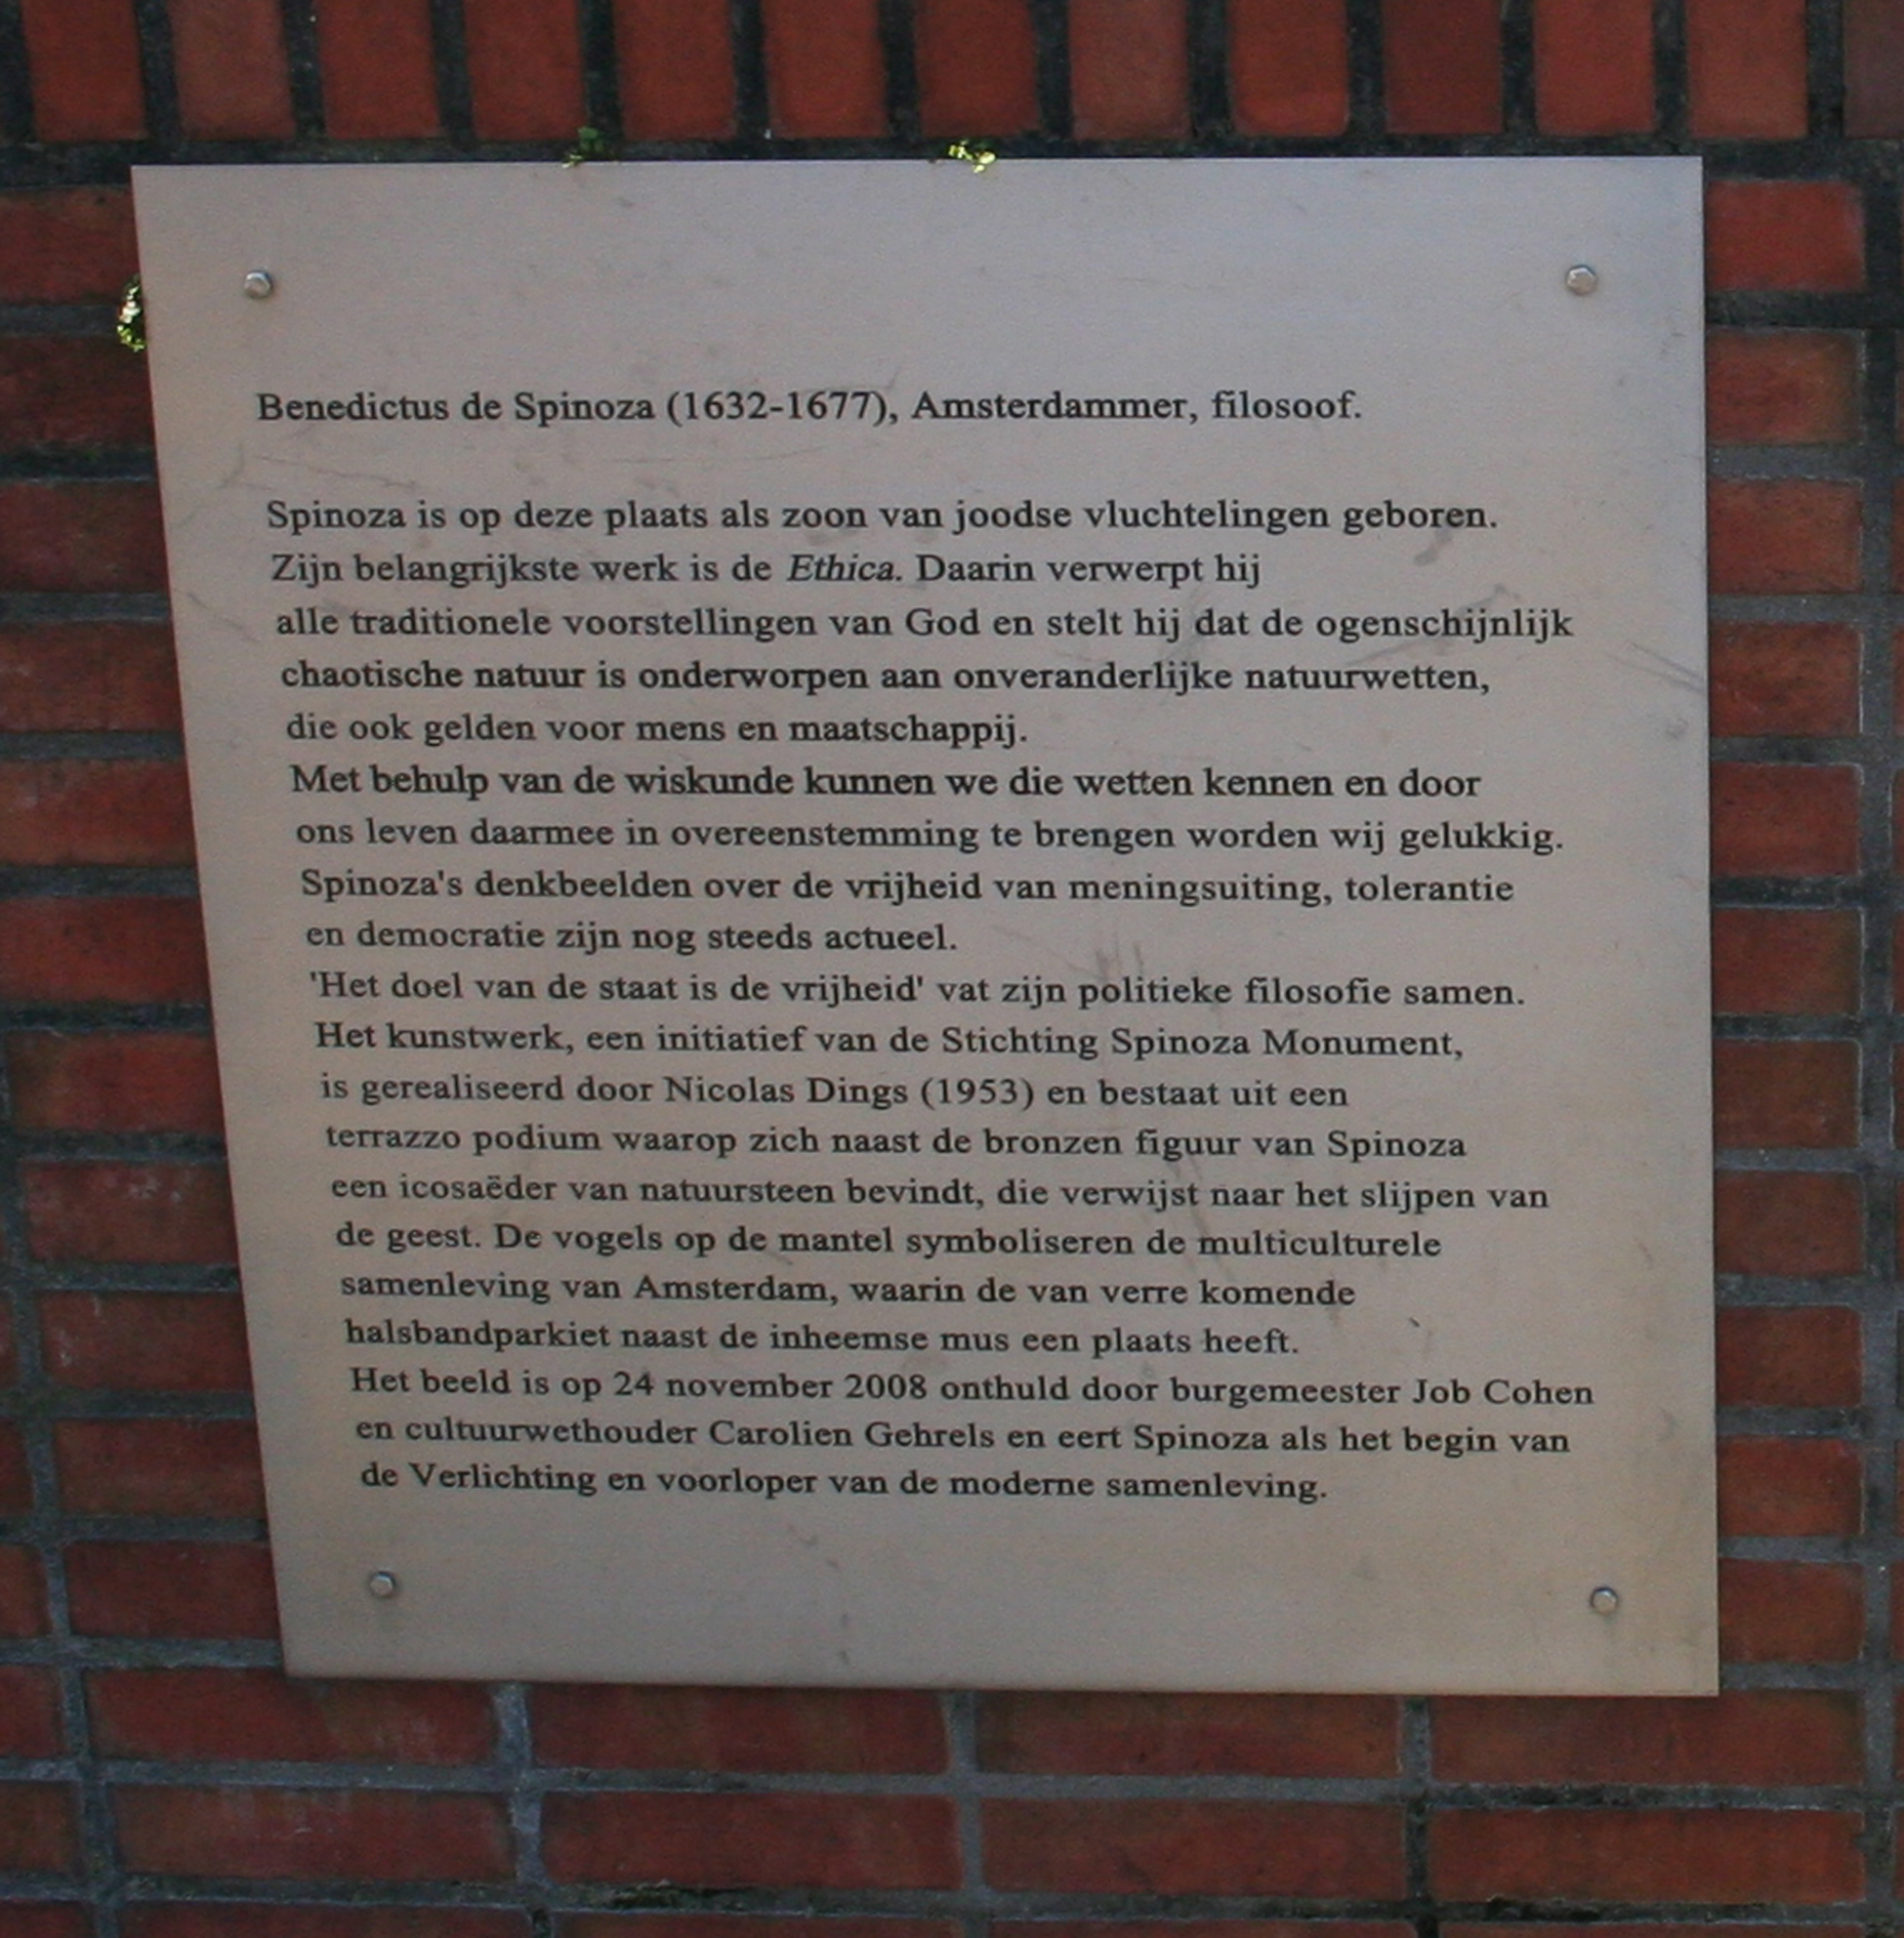 Benedictus de Spinoza (1632-1677), Amsterdammer, filosoof.
Spinoza is op deze plaats als zoon van joodse vluchtelingen geboren.
Zijn belangrijkste werk is de Ethica. Daarin verwerpt hij
alle traditionele voorstellingen van God en stelt hij dat de ogenschijnlijk
chaotische natuur is onderworpen aan onveranderlijke natuurwetten,
die ook gelden voor mens en maatschappij.
Met behulp van de wiskunde kunnen we die wetten kennen en door
ons leven daarmee in overeenstemming te brengen worden wij gelukkig.
Spinoza's denkbeelden over de vrijheid van meningsuiting, tolerantie
en democratie zijn nog steeds actueel.
'Het doel van de staat is de vrijheid' vat zijn politieke filosofie samen.
Het kunstwerk, een initiatief van de Stichting Spinoza Monument,
is gerealiseerd door Nicolas Dings (1953) en bestaat uit een
terrazzo podium waarop zich naast de bronzen figuur van Spinoza
een icosaëder van natuursteen bevindt, die verwijst naar het slijpen van
de geest. De vogels op de mantel symboliseren de multiculturele
samenleving van Amsterdam, waarin de van verre komende
halsbandparkiet naast de inheemse mus een plaats heeft.
Het beeld is op 24 november 2008 onthuld door burgemeester Job Cohen
en cultuurwethouder Carolien Gehrels en eert Spinoza als het begin van
de Verlichting en voorloper van de moderne samenleving.